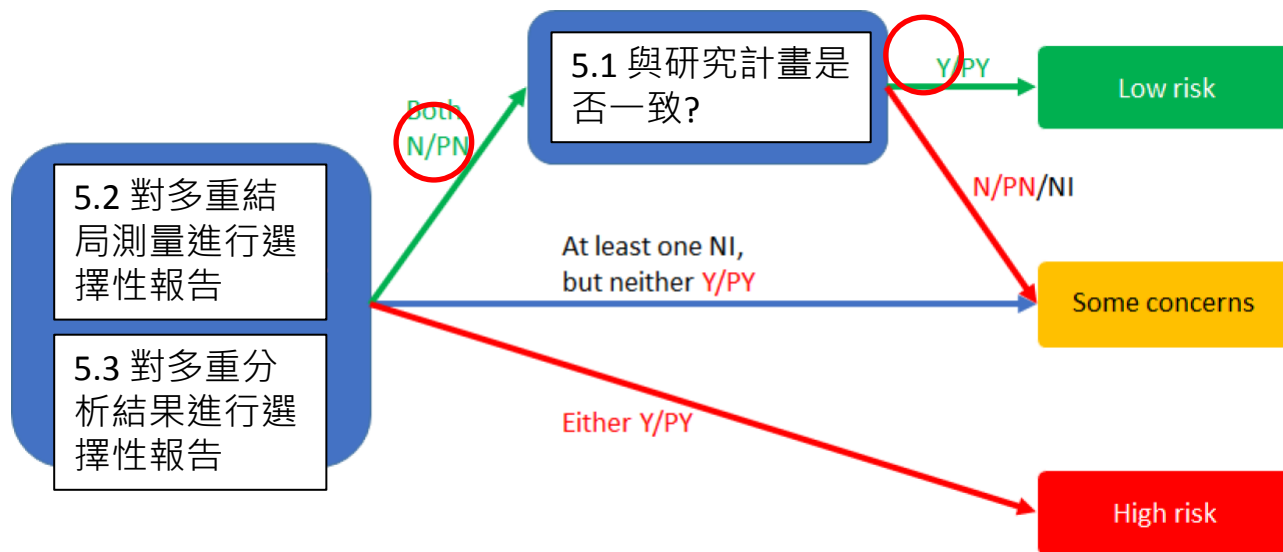 5.1 與研究計畫是
否一致?
Y/PY
Low risk
Both
N/PN
5.2 對多重結
局測量進行選
擇性報告
N/PN/NI
At least one NI,
but neither Y/PY
Some concerns
5.3 對多重分
析結果進行選
擇性報告
Either Y/PY
High risk